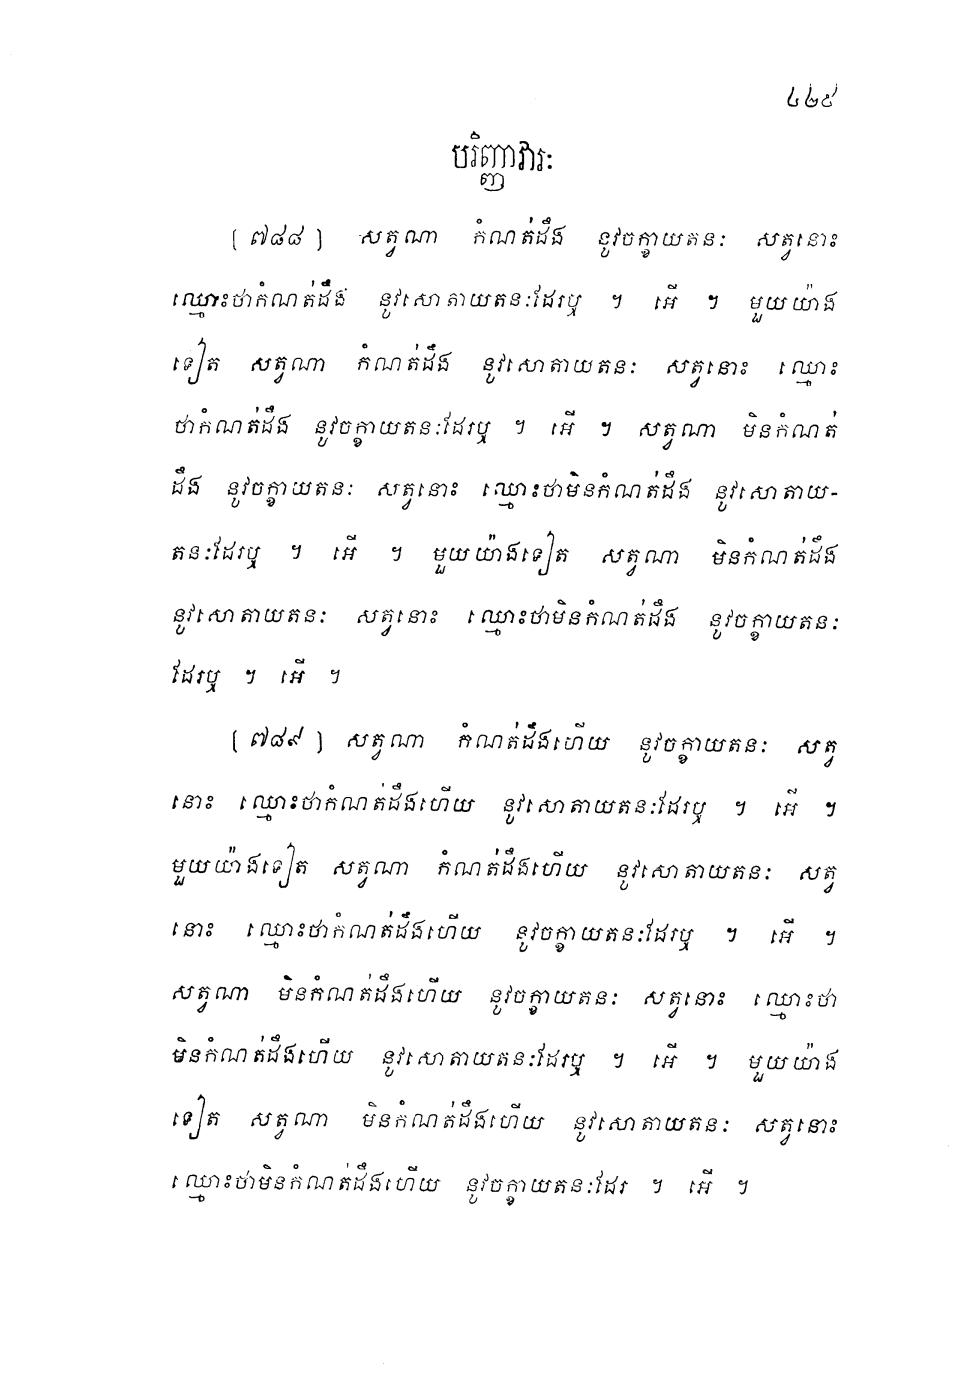 ៤២៩
បរិញ្ញាវារៈ
[ ៧៨៨ ] សត្វណា កំណត់ដឹង នូវចក្ខាយតនៈ សត្វនោះ
ឈ្មោះថាកំណត់ដឹង នូវសោតាយតនៈដែរឬ ។ អើ ។ មួយយ៉ាង
ទៀត សត្វណា កំណត់ដឹង នូវសោតាយតនៈ សត្វនោះ ឈ្មោះ
ថាកំណត់ដឹង នូវចក្ខាយតនៈដែរឬ ។ អើ ។ សត្វណា មិនកំណត់
ដឹង នូវចក្ខាយតនៈ សត្វនោះ ឈ្មោះថាមិនកំណត់ដឹង នូវសោតាយ-
តនៈដែរឬ ។ អើ ។ មួយយ៉ាងទៀត សត្វណា មិនកំណត់ដឹង
នូវសោតាយតនៈ សត្វនោះ ឈ្មោះថាមិនកំណត់ដឹង នូវចក្ខាយតនៈ
ដែរឬ ។ អើ ។
[ ៧៨៩ ] សត្វណា កំណត់ដឹងហើយ នូវចក្ខាយតនៈ សត្វ
នោះ ឈ្មោះថាកំណត់ដឹងហើយ នូវសោតាយតនៈដែរឬ ។ អើ ។
មួយយ៉ាងទៀត សត្វណា កំណត់ដឹងហើយ នូវសោតាយតនៈ សត្វ
នោះ ឈ្មោះថាកំណត់ដឹងហើយ នូវចក្ខាយតនៈដែរឬ ។ អើ ។
សត្វណា មិនកំណត់ដឹងហើយ នូវចក្ខាយតនៈ សត្វនោះ ឈ្មោះថា
មិនកំណត់ដឹងហើយ នូវសោតាយតនៈដែរឬ ។ អើ ។ មួយយ៉ាង
ទៀត សត្វណា មិនកំណត់ដឹងហើយ នូវសោតាយតនៈ សត្វនោះ
ឈ្មោះថាមិនកំណត់ដឹងហើយ នូវចក្ខាយតនៈដែរ ។ អើ ។